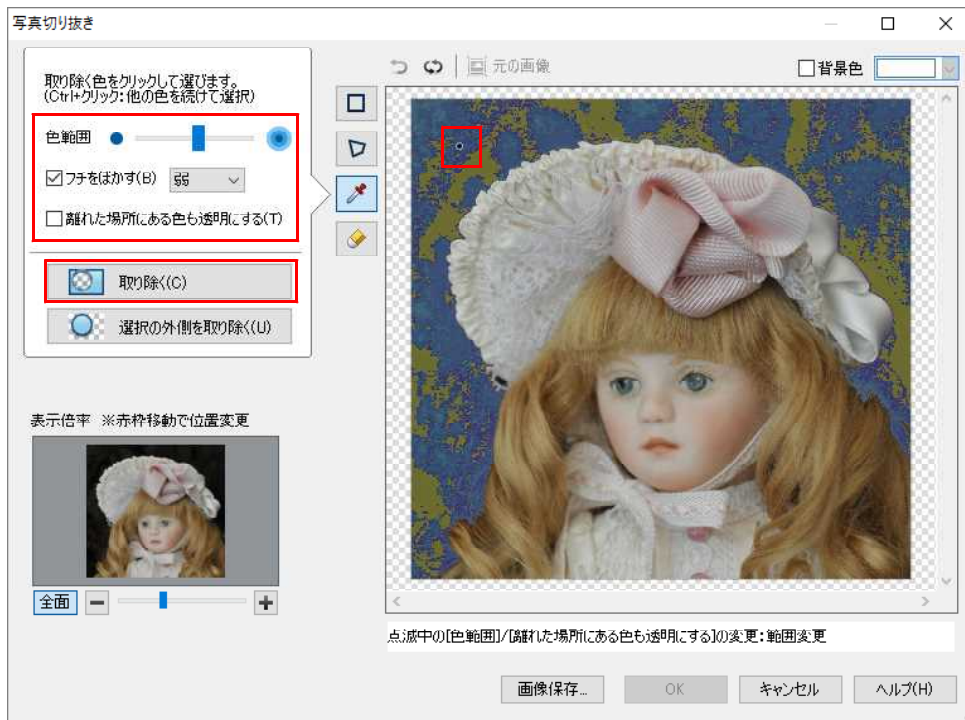 写真切り抜き
取り除く色をクリックして選びます。
(Ctrl+クリック:他の色を続けて選択)
色範囲
フチをぼかす(B)
弱
離れた場所にある色も透明にする(T)
取り除く(C)
選択の外側を取り除く(U)
元の画像
背景色
表示倍率 ※赤枠移動で位置変更
全面
点滅中の[色範囲]/[離れた場所にある色も透明にする]の変更:範囲変更
画像保存...
OK
キャンセル
ヘルプ(H)